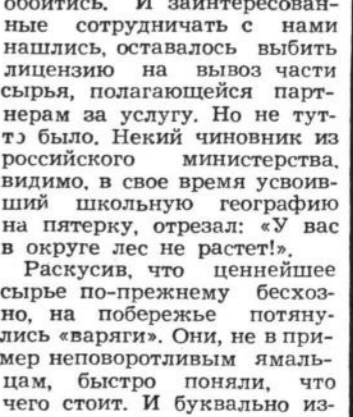 обойтись. И заинтересован-
ные сотрудничать с нами
нашлись, оставалось выбить
лицензию на вывоз части
сырья, полагающейся парт-
нерам за услугу. Но не тут-
то было. Некий чиновник из
российского министерства,
видимо, в свое время усвоив-
ший школьную географию
на пятерку, отрезал: «У вас
в округе лес не растет!».
Раскусив, что ценнейшее
сырье по-прежнему бесхоз-
но, на побережье потяну-
лись «варяги». Они, не в при-
мер неповоротливым ямаль-
цам, быстро поняли, что
чего стоит. И буквально из-